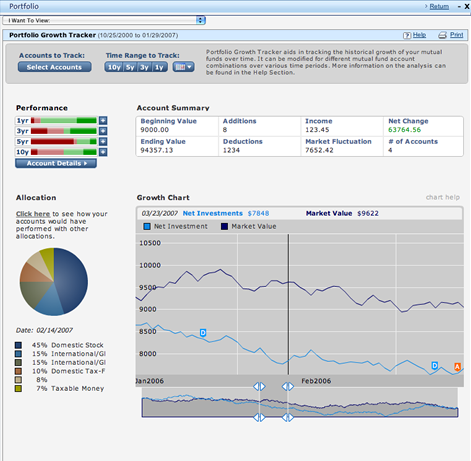 Portfolio
Return
I Want To View:
Portfolio Growth Tracker (10/25/2000 to 01/29/2007)
Help
Print
Accounts to Track:
Select Accounts
Time Range to Track:
10y 5y 3y 1y
Portfolio Growth Tracker aids in tracking the historical growth of your mutual
funds over time. It can be modified for different mutual fund account
combinations over various time periods. More information on the analysis can
be found in the Help Section.
Performance
1yr
3yr
5yr
10y
Account Details
Account Summary
Beginning Value Additions Income Net Change
9000.00 8 123.45 63764.56
Ending Value Deductions Market Fluctuation # of Accounts
94357.13 1234 7652.42 4
Allocation
Click here to see how your
accounts would have
performed with other
allocations.
Date: 02/14/2007
45% Domestic Stock
15% International/Gl
15% International/Gl
10% Domestic Tax-F
8%
7% Taxable Money
Growth Chart
chart help
03/23/2007 Net Investments $7848 Market Value $9622
Net Investment Market Value
10500
10000
9500
9000
8500
8000
D
D
A
Jan2006 Feb2006